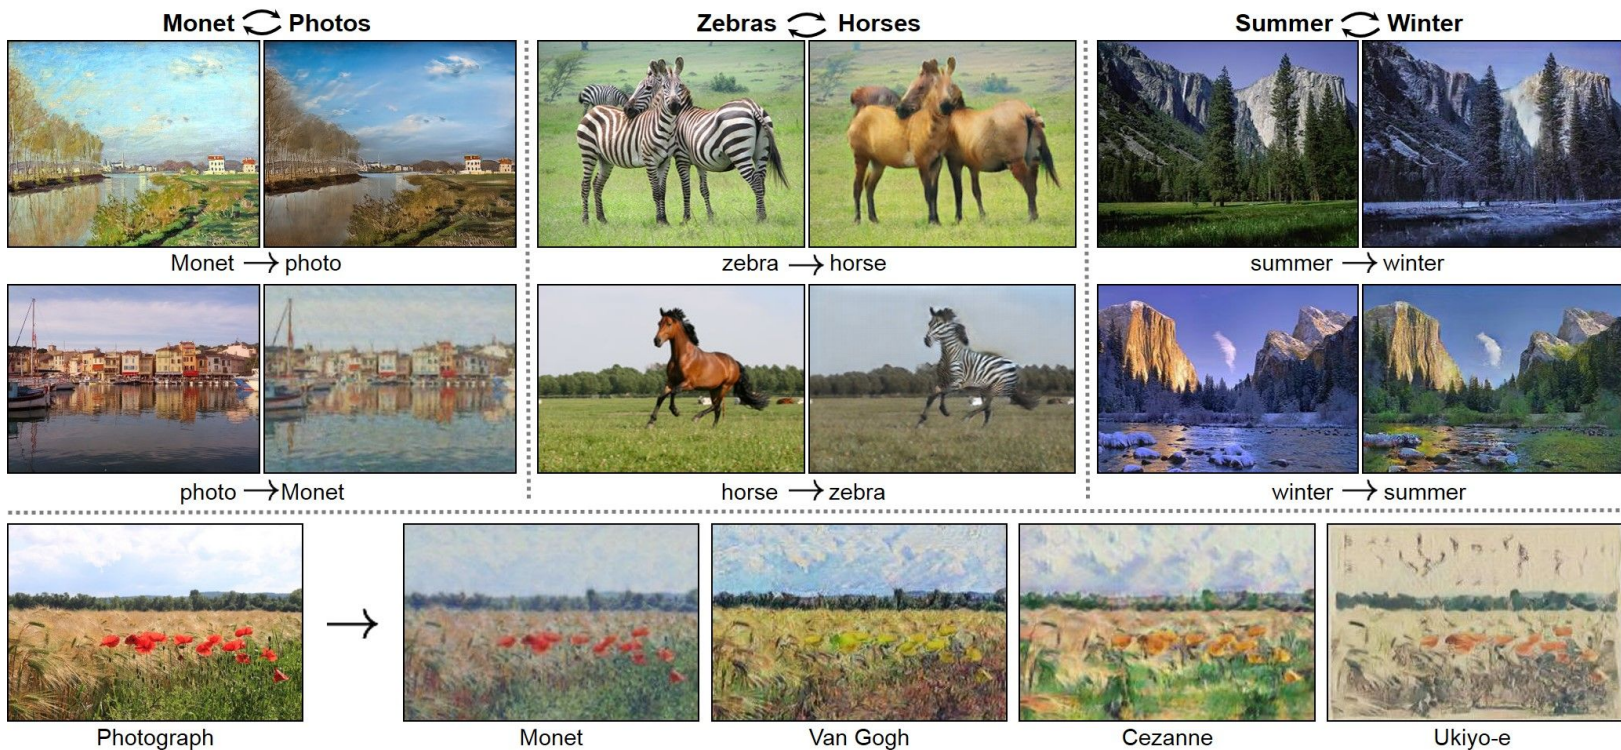 Monet Photos
Zebras Horses
Summer Winter
Monet → photo
zebra → horse
summer → winter
photo → Monet
horse → zebra
winter → summer
Photograph
Monet
Van Gogh
Cezanne
Ukiyo-e